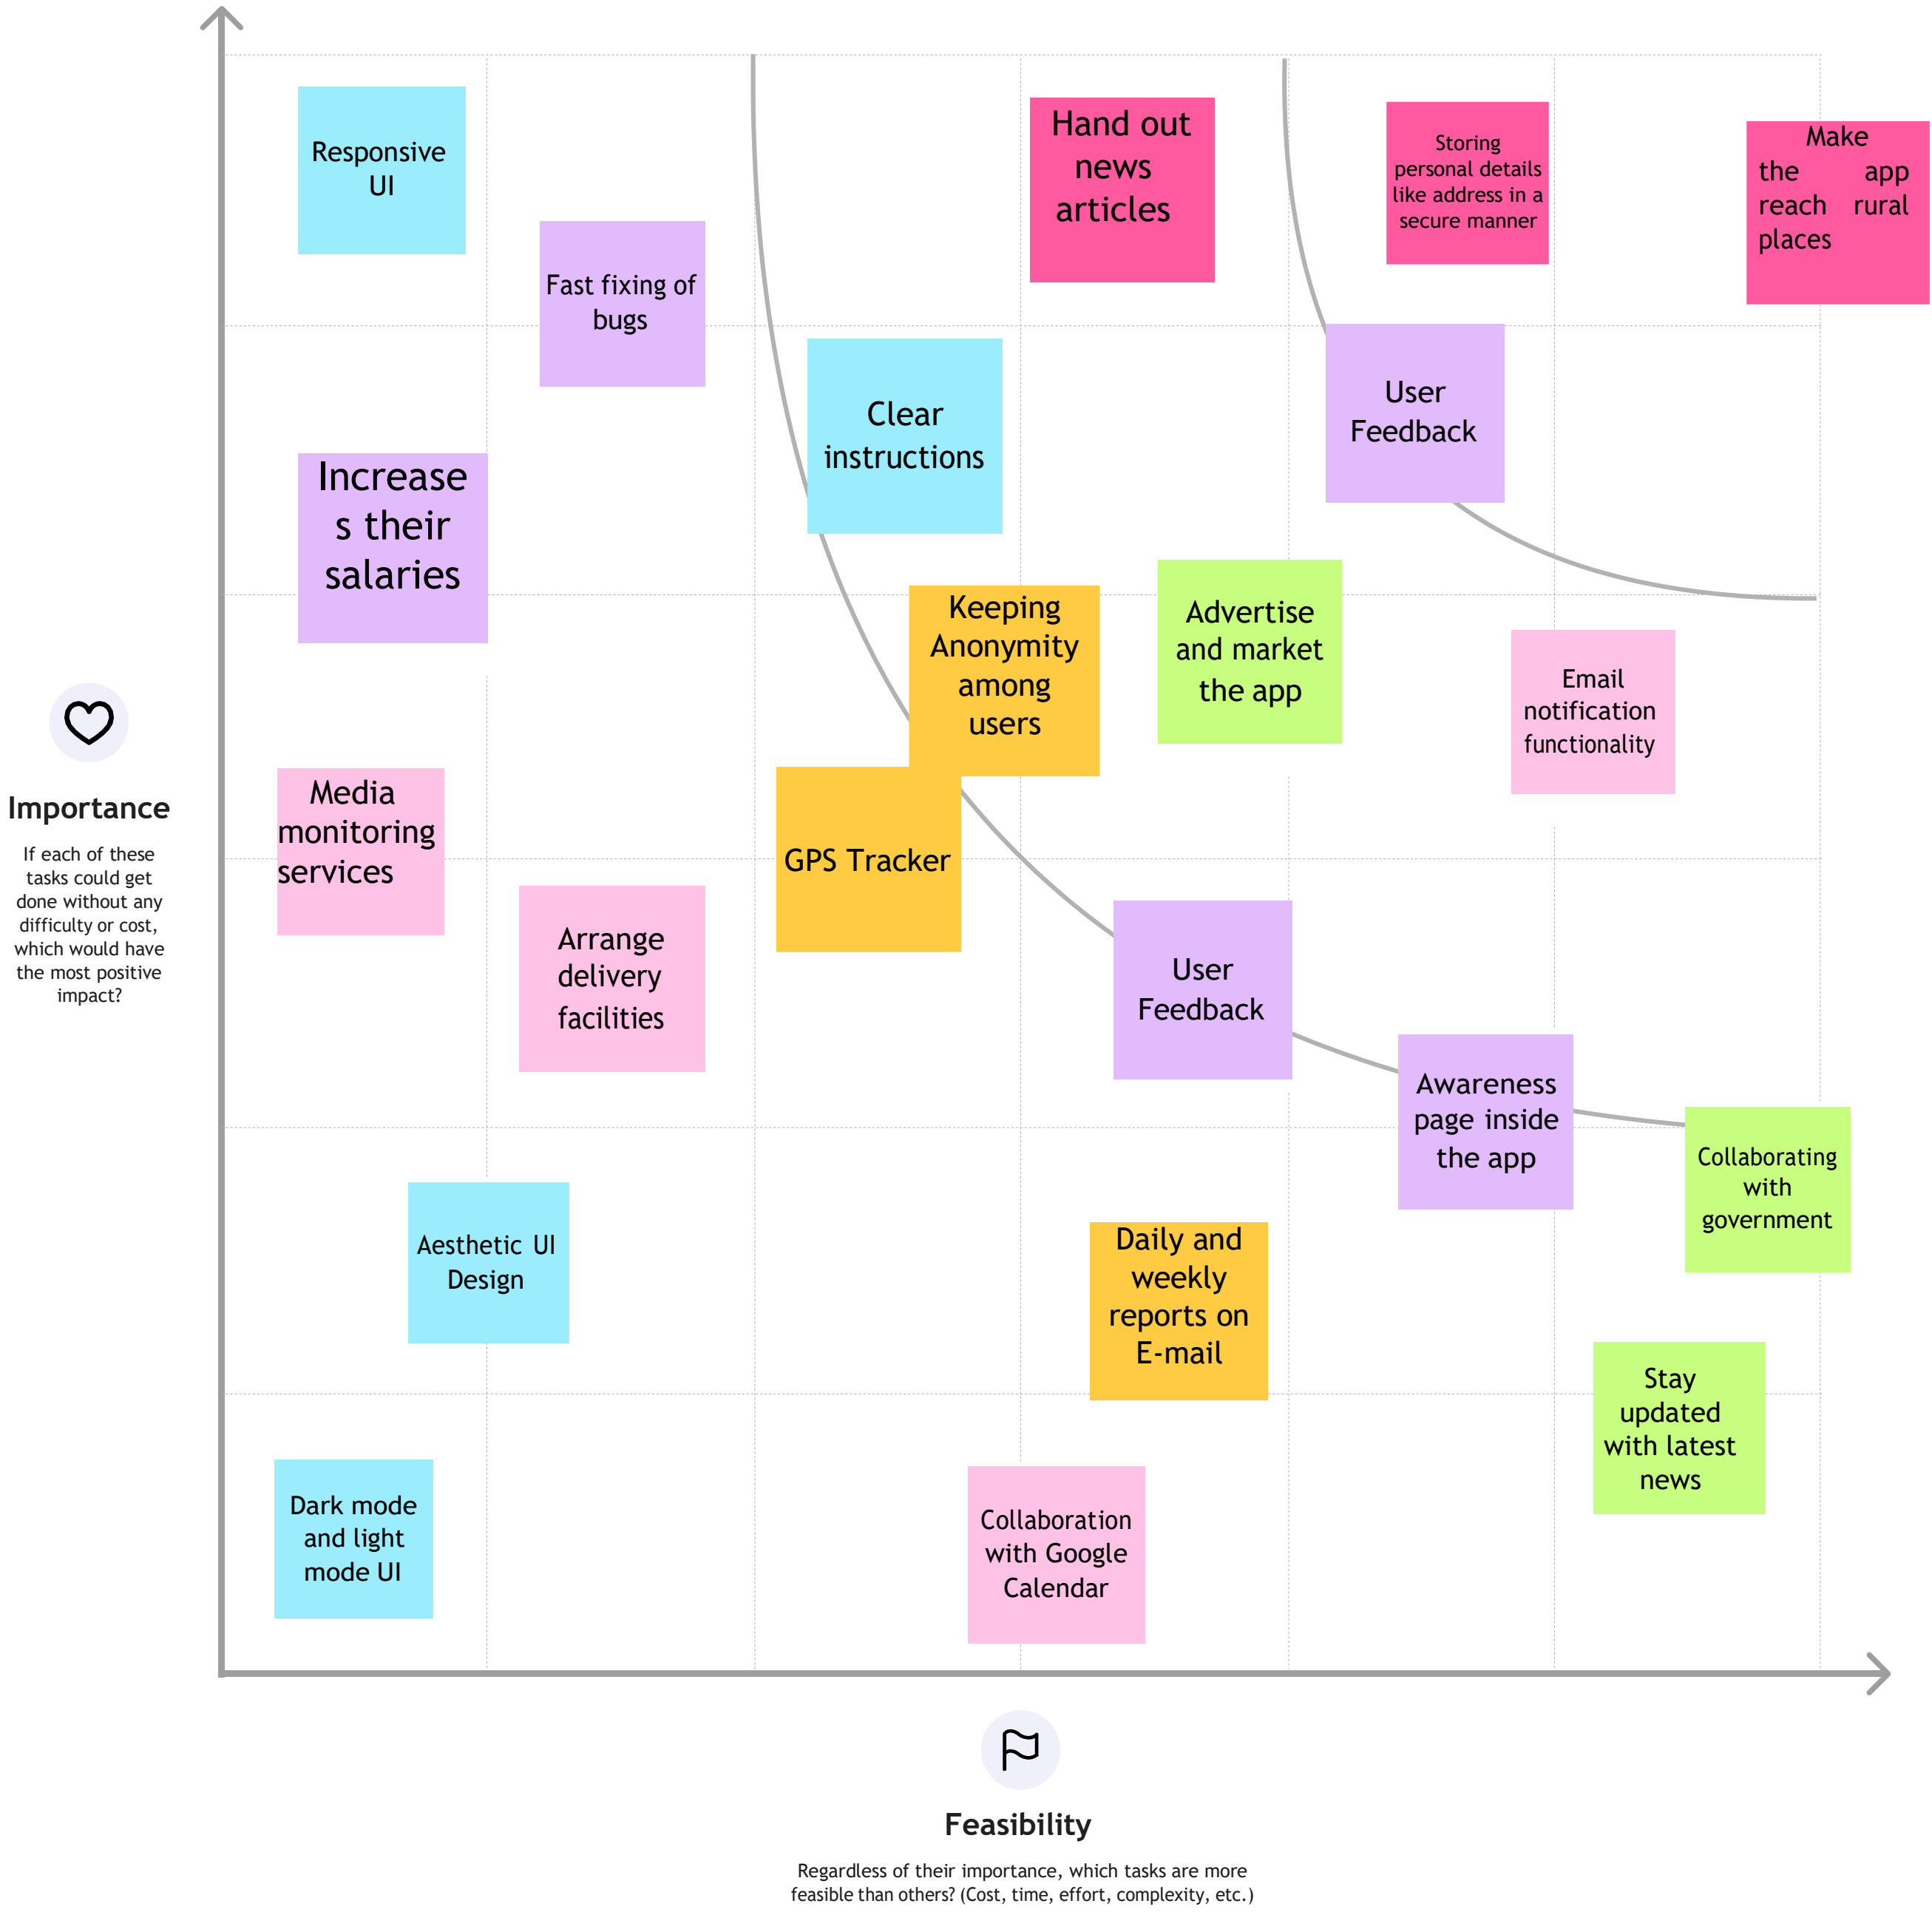 Responsive
UI
Hand out
news
articles
Storing
personal details
like address in a
secure manner
Make
the app
reach rural
places
Fast fixing of
bugs
Clear
instructions
User
Feedback
Increase
s their
salaries
Keeping
Anonymity
among
users
Advertise
and market
the app
Email
notification
functionality
Importance
If each of these
tasks could get
done without any
difficulty or cost,
which would have
the most positive
impact?
Media
monitoring
services
GPS Tracker
Arrange
delivery
facilities
User
Feedback
Awareness
page inside
the app
Collaborating
with
government
Aesthetic UI
Design
Daily and
weekly
reports on
E-mail
Stay
updated
with latest
news
Dark mode
and light
mode UI
Collaboration
with Google
Calendar
Feasibility
Regardless of their importance, which tasks are more
feasible than others? (Cost, time, effort, complexity, etc.)